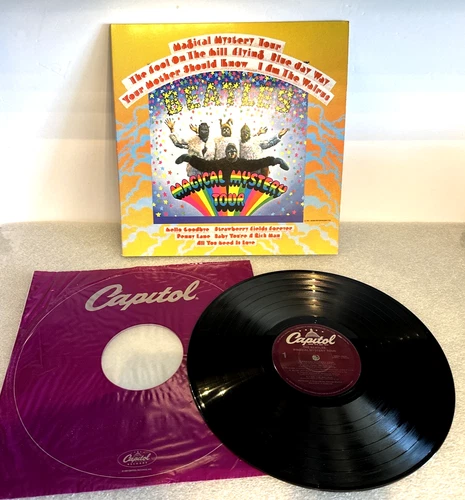 Magical Mystery Tour
The Fool On The Hill Flying Blue Jay Way
Your Mother Should Know I Am The Walrus
BEATLES
MAGICAL MYSTERY
TOUR
Hello Goodbye Strawberry Fields Forever
Penny Lane Baby You're A Rich Man
All You Need Is Love
Capitol
Capitol
1
Capitol